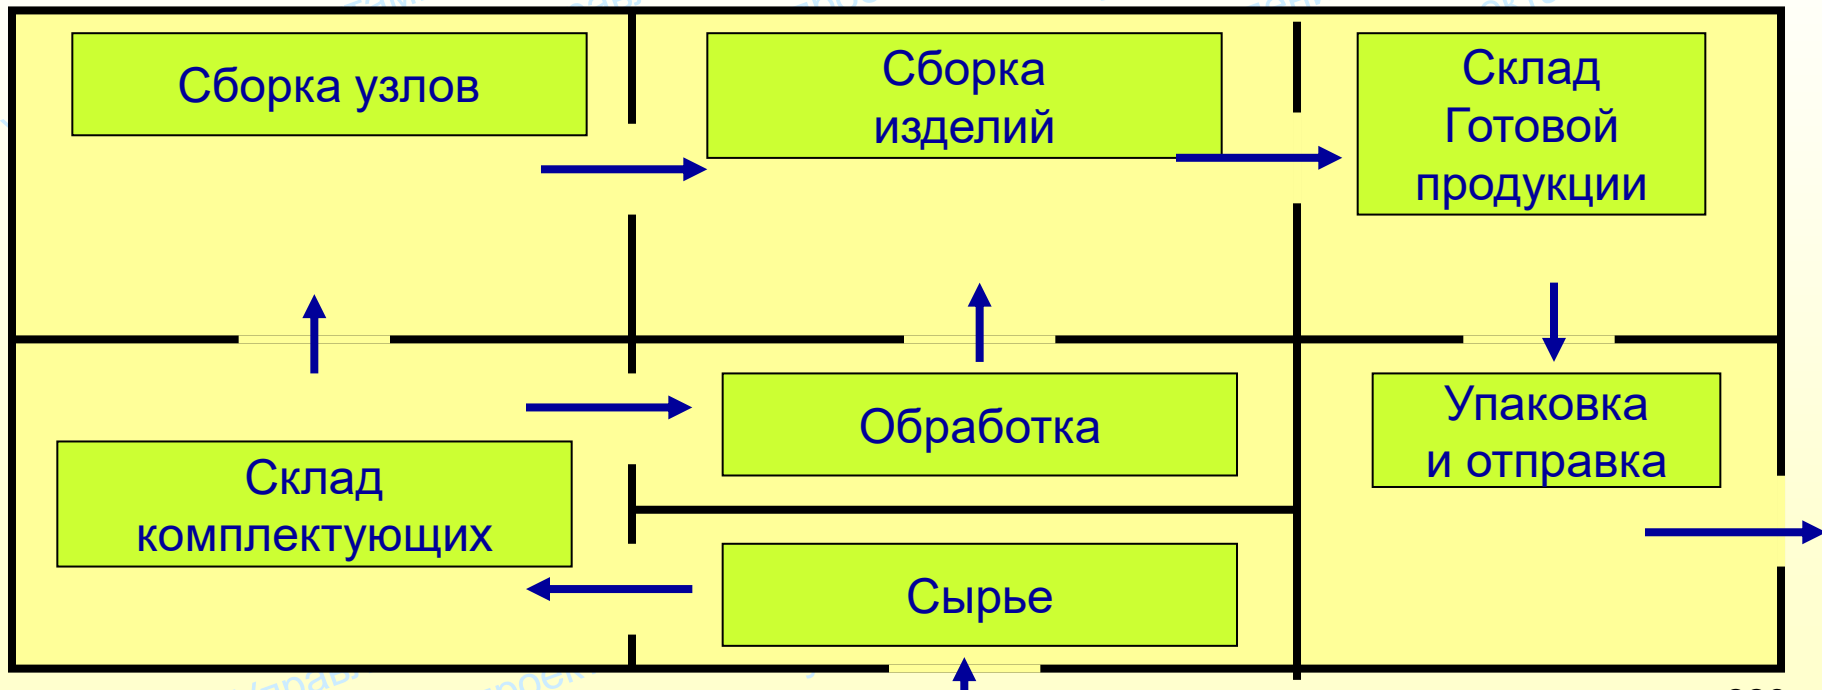 Сборка узлов
Сборка
изделий
Склад
Готовой
продукции
Обработка
Упаковка
и отправка
Склад
комплектующих
Сырье